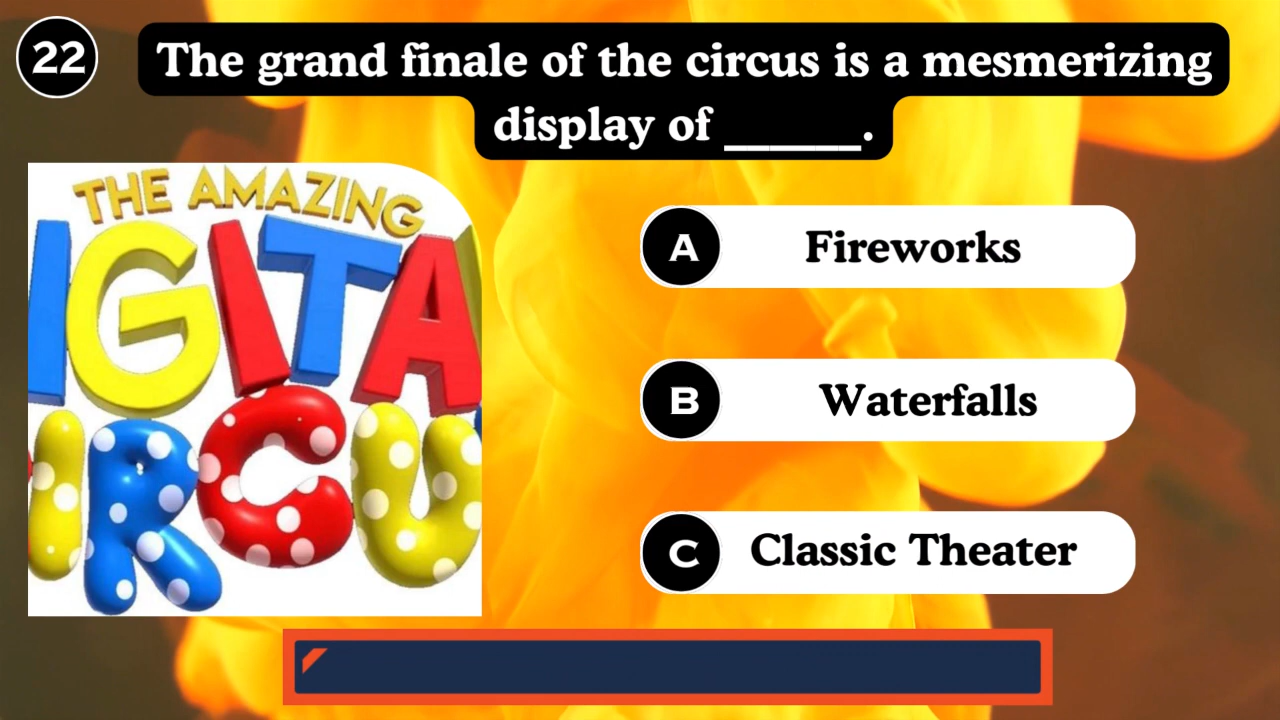 22
The grand finale of the circus is a mesmerizing
display of ______.
THE AMAZING
IGITA
IRCU
A Fireworks
B Waterfalls
C Classic Theater